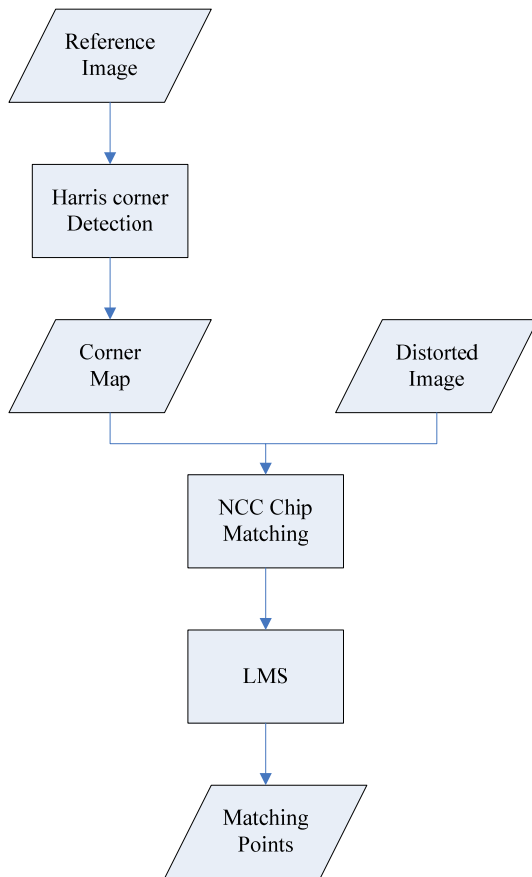 Reference
Image
Harris corner
Detection
Corner
Map
Distorted
Image
NCC Chip
Matching
LMS
Matching
Points